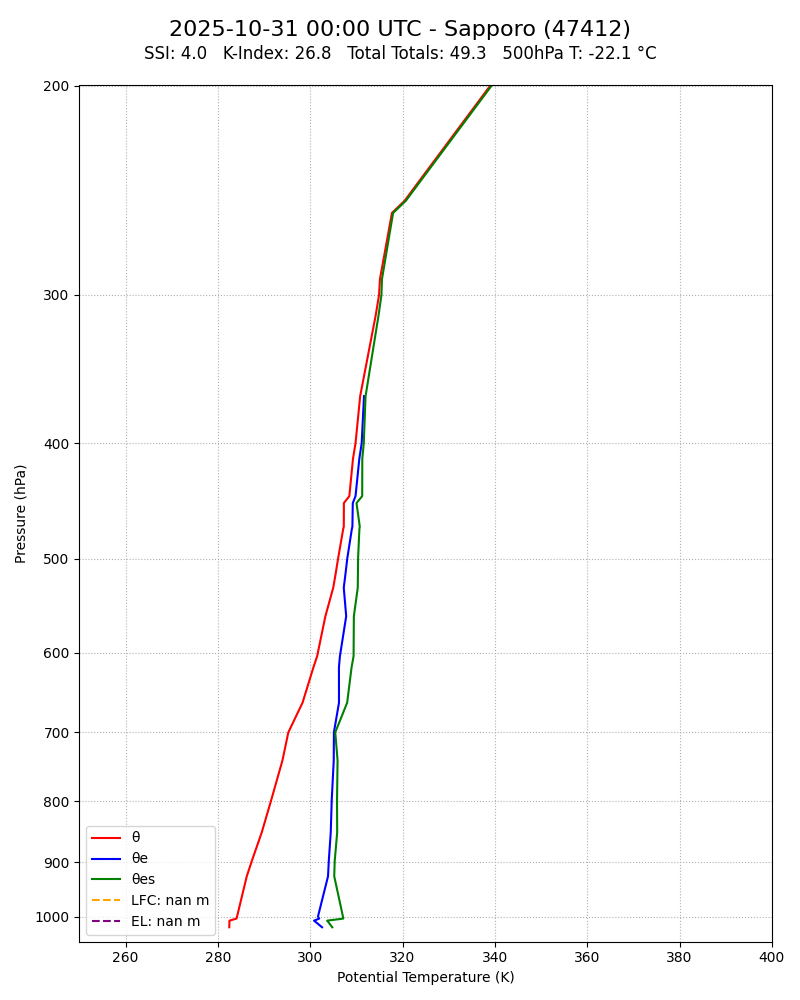 2025-10-31 00:00 UTC - Sapporo (47412)
SSI: 4.0   K-Index: 26.8   Total Totals: 49.3   500hPa T: -22.1 °C
200
300
400
500
600
700
800
900
1000
Pressure (hPa)
θ
θe
θes
LFC: nan m
EL: nan m
260 280 300 320 340 360 380 400
Potential Temperature (K)